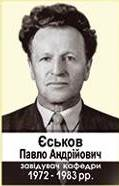 Єськов
Павло Андрійович
завідувач кафедри
1972 - 1983 рр.